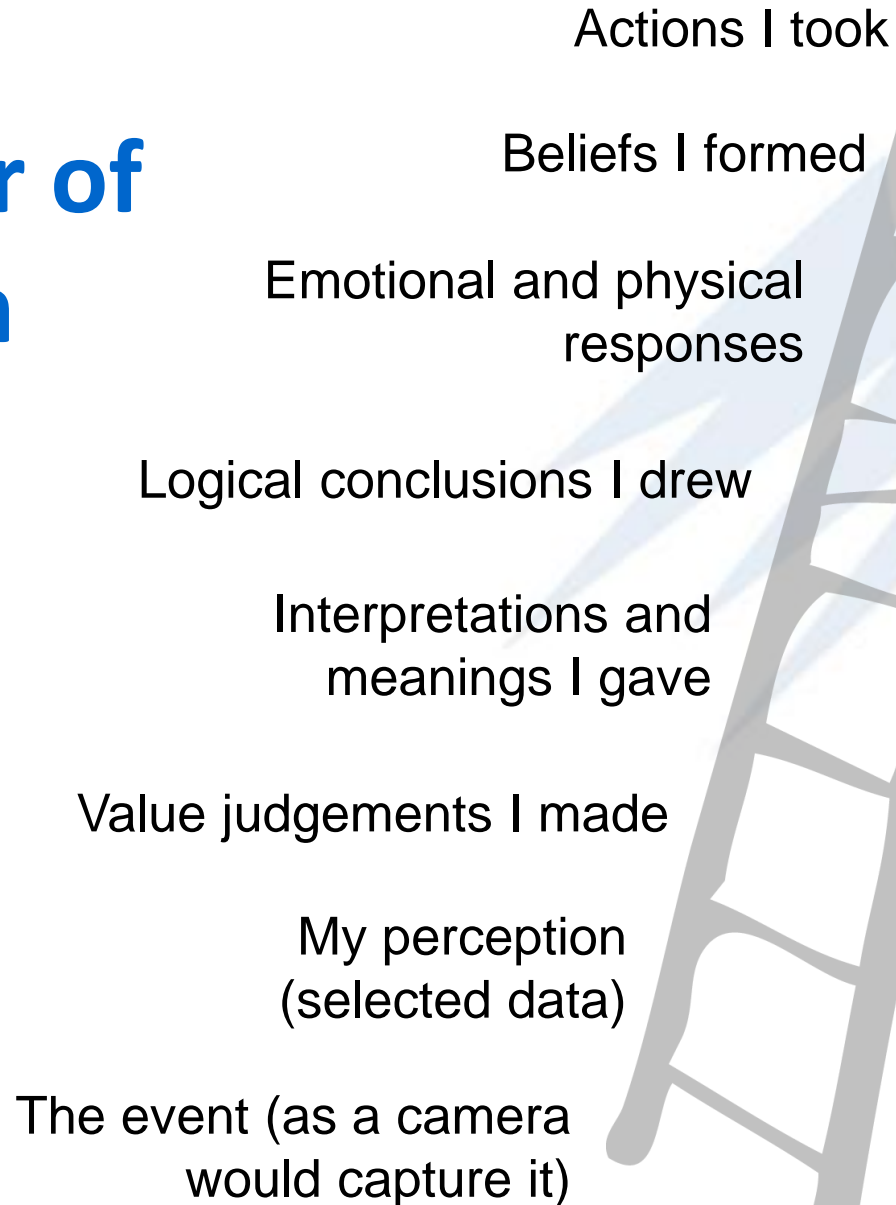 Actions I took
Beliefs I formed
of
Emotional and physical
responses
Logical conclusions I drew
Interpretations and
meanings I gave
Value judgements I made
My perception
(selected data)
The event (as a camera
would capture it)